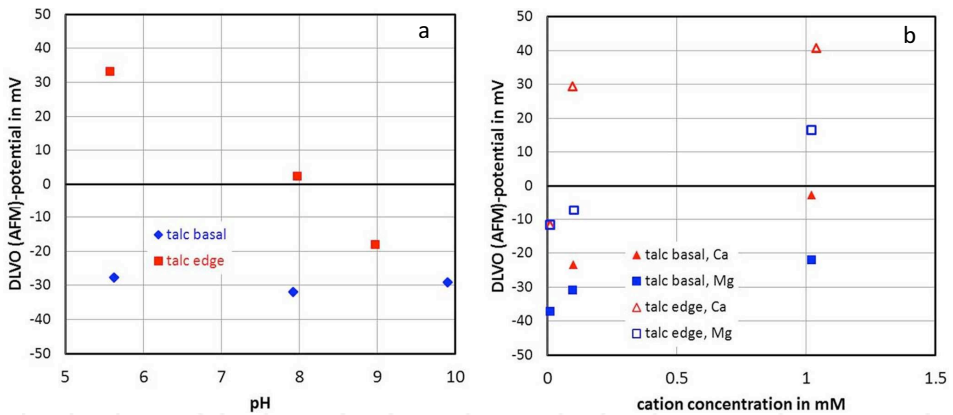 a
DLVO (AFM)-potential in mV
50
40
30
20
10
0
-10
-20
-30
-40
-50
talc basal
talc edge
5
6
7
8
9
10
pH
b
DLVO (AFM)-potential in mV
50
40
30
20
10
0
-10
-20
-30
-40
-50
talc basal, Ca
talc basal, Mg
talc edge, Ca
talc edge, Mg
0
0.5
1
1.5
cation concentration in mM